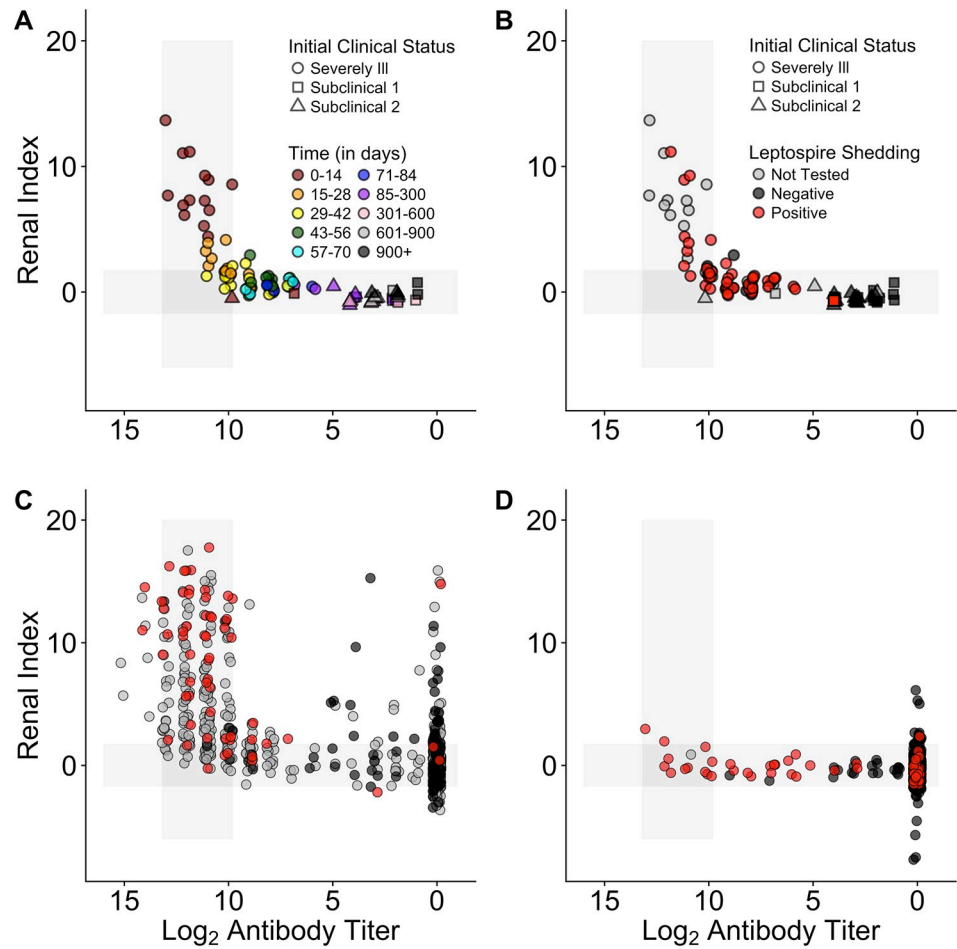 A
20
10
0
Renal Index
15
10
5
0
Initial Clinical Status
Severely Ill
Subclinical 1
Subclinical 2
Time (in days)
0-14
15-28
29-42
43-56
57-70
71-84
85-300
301-600
601-900
900+
B
20
10
0
15
10
5
0
Initial Clinical Status
Severely Ill
Subclinical 1
Subclinical 2
Leptospire Shedding
Not Tested
Negative
Positive
C
20
10
0
Renal Index
15
10
5
0
Log2 Antibody Titer
D
20
10
0
15
10
5
0
Log2 Antibody Titer